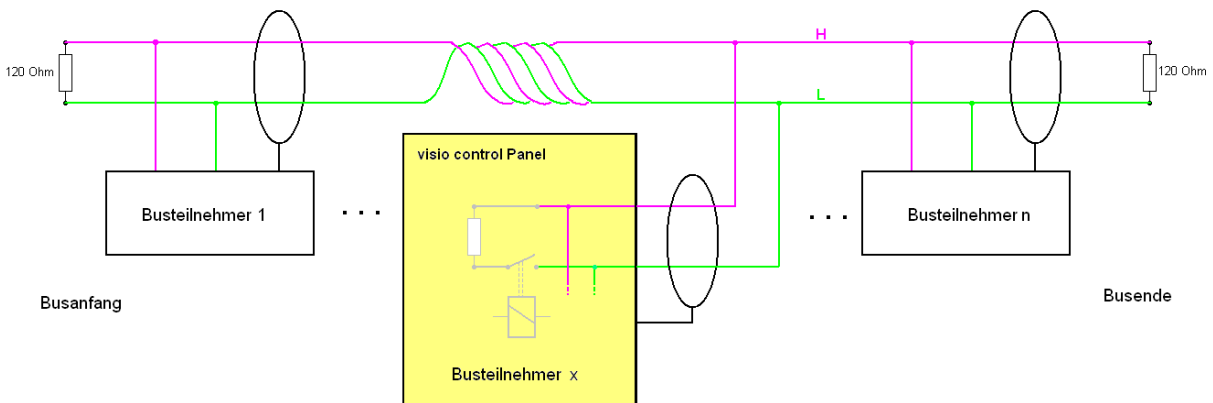 H
120 Ohm
120 Ohm
L
visio control Panel
Busteilnehmer 1
. . .
. . .
Busteilnehmer n
Busanfang
Busende
Busteilnehmer x